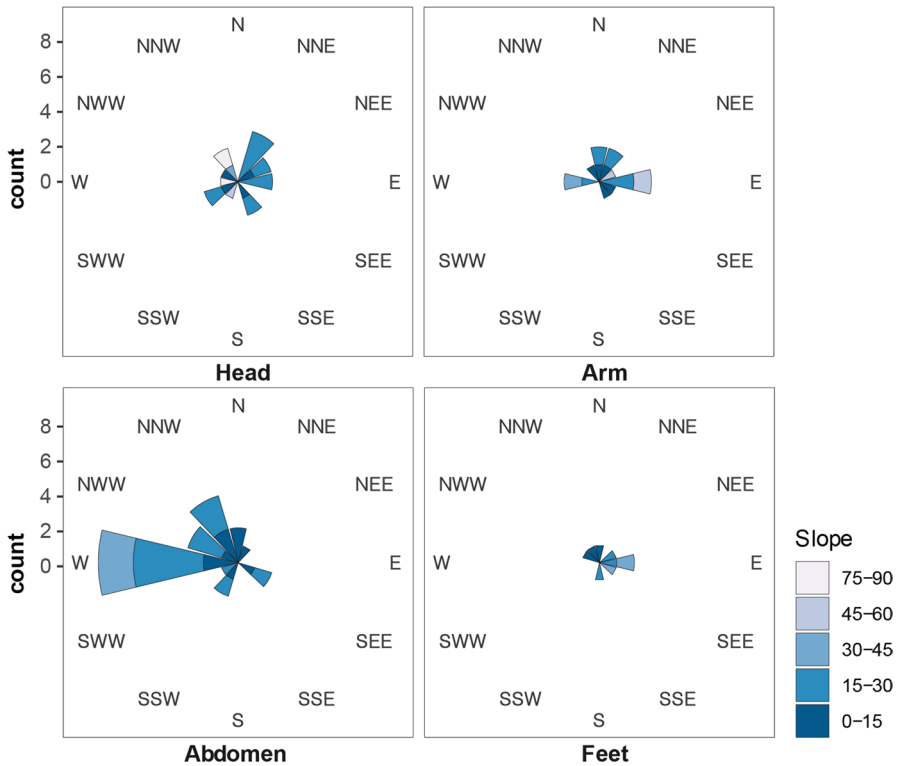 N N
8 NNW NNE NNW NNE
6
4 NWW NEE NWW NEE
2
0 W E W E
count
SWW SEE SWW SEE
SSW SSE SSW SSE
S S
Head Arm
N N
8 NNW NNE NNW NNE
6
4 NWW NEE NWW NEE
2
0 W E W E
count
SWW SEE SWW SEE
SSW SSE SSW SSE
S S
Abdomen Feet
Slope
75–90
45–60
30–45
15–30
0–15